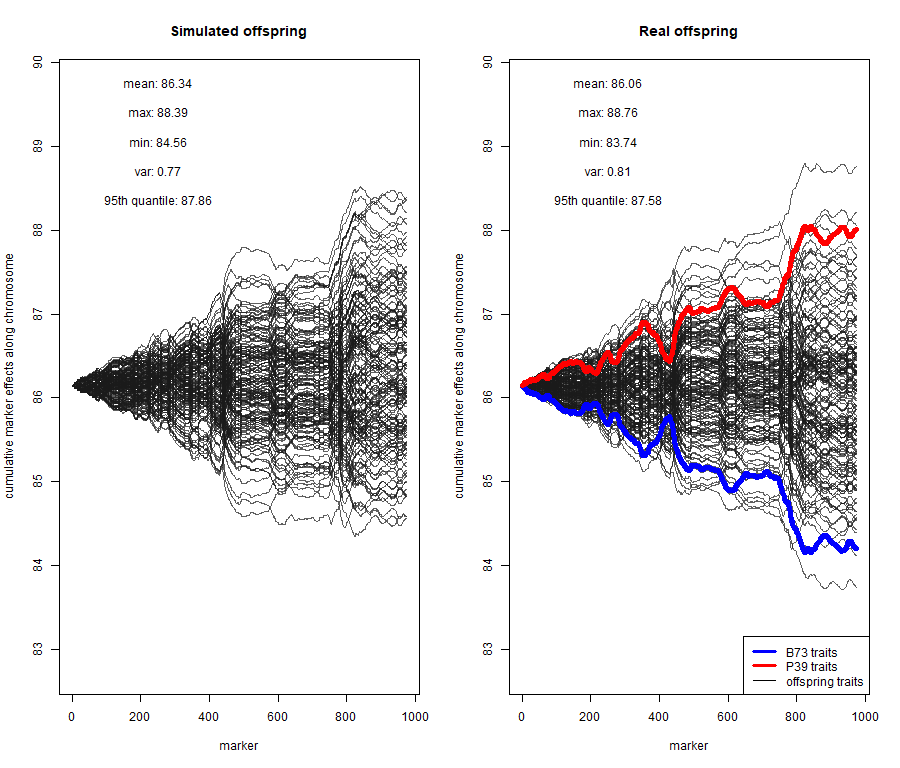 Simulated offspring
mean: 86.34
max: 88.39
min: 84.56
var: 0.77
95th quantile: 87.86
cumulative marker effects along chromosome
90
89
88
87
86
85
84
83
0 200 400 600 800 1000
marker
Real offspring
mean: 86.06
max: 88.76
min: 83.74
var: 0.81
95th quantile: 87.58
cumulative marker effects along chromosome
90
89
88
87
86
85
84
83
B73 traits
P39 traits
offspring traits
0 200 400 600 800 1000
marker